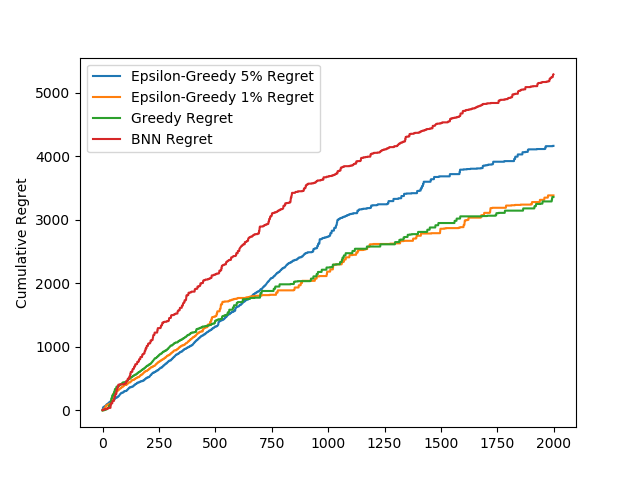 Epsilon-Greedy 5% Regret
Epsilon-Greedy 1% Regret
Greedy Regret
BNN Regret
Cumulative Regret
5000
4000
3000
2000
1000
0
0 250 500 750 1000 1250 1500 1750 2000